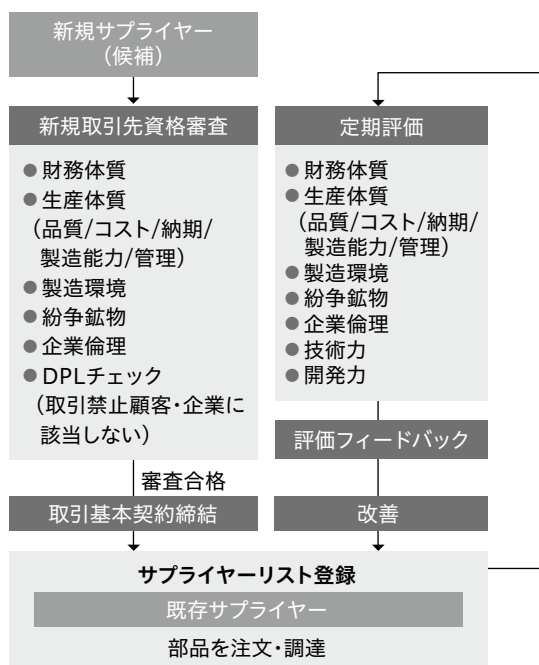 新規サプライヤー
（候補）
新規取引先資格審査
●財務体質
●生産体質
（品質/コスト/納期/
製造能力/管理）
●製造環境
●紛争鉱物
●企業倫理
●DPLチェック
（取引禁止顧客・企業に
該当しない）
審査合格
取引基本契約締結
定期評価
●財務体質
●生産体質
（品質/コスト/納期/
製造能力/管理）
●製造環境
●紛争鉱物
●企業倫理
●技術力
●開発力
評価フィードバック
改善
サプライヤーリスト登録
既存サプライヤー
部品を注文・調達